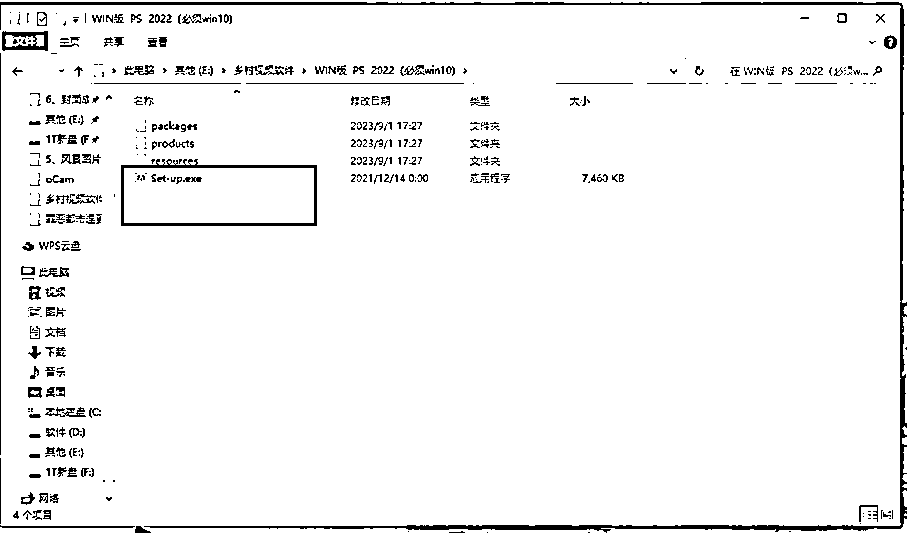 WIN版 PS 2022 (必须win10)
文件 主页 共享 查看
此电脑 › 其他 (E:) › 乡村视频软件 › WIN版 PS 2022 (必须win10) ›
在 WIN版 PS 2022 (必须w...
名称 修改日期 类型 大小
packages 2023/9/1 17:27 文件夹
products 2023/9/1 17:27 文件夹
resources 2023/9/1 17:27 文件夹
Set-up.exe 2021/12/14 0:00 应用程序 7,460 KB
6、封面成
其他 (E:)
1T新盘 (F
5、风景图片
oCam
乡村视频软件
WPS云盘
此电脑
视频
图片
文档
下载
音乐
桌面
本地磁盘 (C:
软件 (D:)
其他 (E:)
1T新盘 (F:)
网络
4 个项目